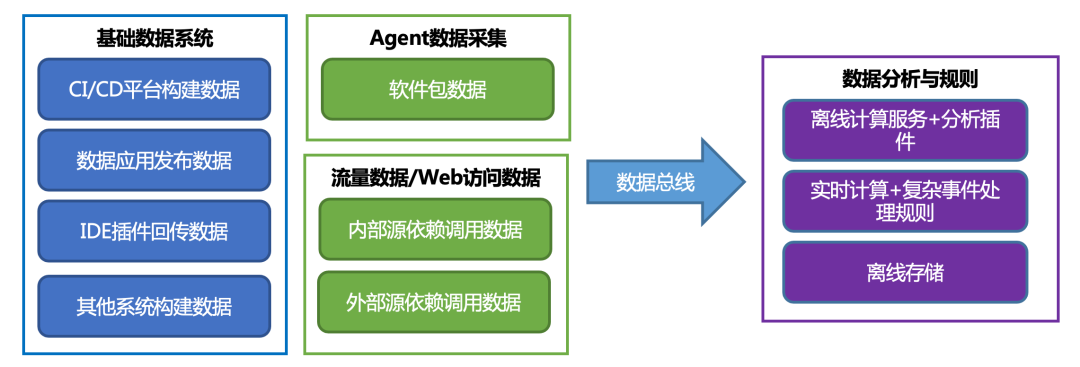 基础数据系统
CI/CD平台构建数据
数据应用发布数据
IDE插件回传数据
其他系统构建数据
Agent数据采集
软件包数据
流量数据/Web访问数据
内部源依赖调用数据
外部源依赖调用数据
数据总线
数据分析与规则
离线计算服务+分析插
件
实时计算+复杂事件处
理规则
离线存储